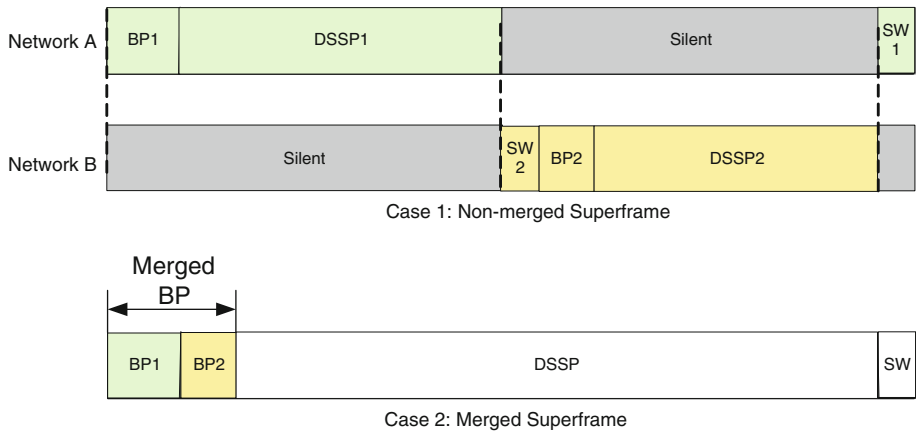 Network A BP1 DSSP1 Silent SW 1
Network B Silent SW 2 BP2 DSSP2
Case 1: Non-merged Superframe
Merged
BP
BP1 BP2 DSSP SW
Case 2: Merged Superframe